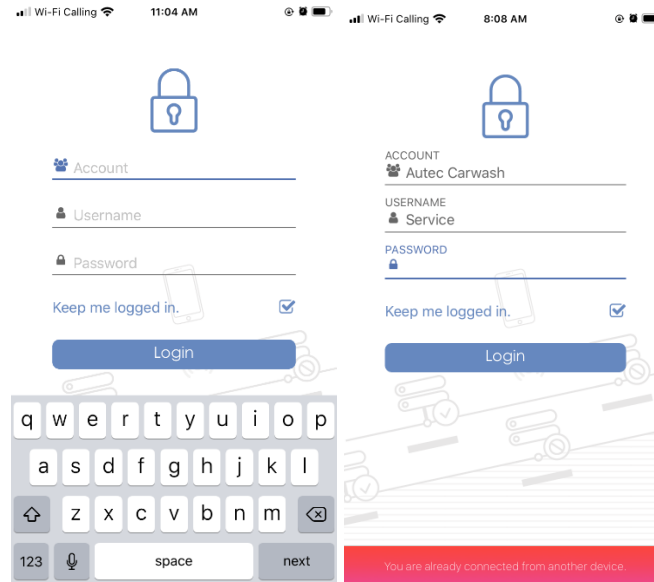 Wi-Fi Calling 11:04 AM
Account
Username
Password
Keep me logged in.
Login
q w e r t y u i o p
a s d f g h j k l
z x c v b n m
123 space next
Wi-Fi Calling 8:08 AM
ACCOUNT
Autec Carwash
USERNAME
Service
PASSWORD
Keep me logged in.
Login
You are already connected from another device.